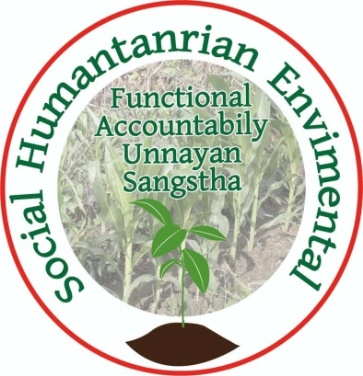 Social Humantanrian Envimental
Functional
Accountabily
Unnayan
Sangstha